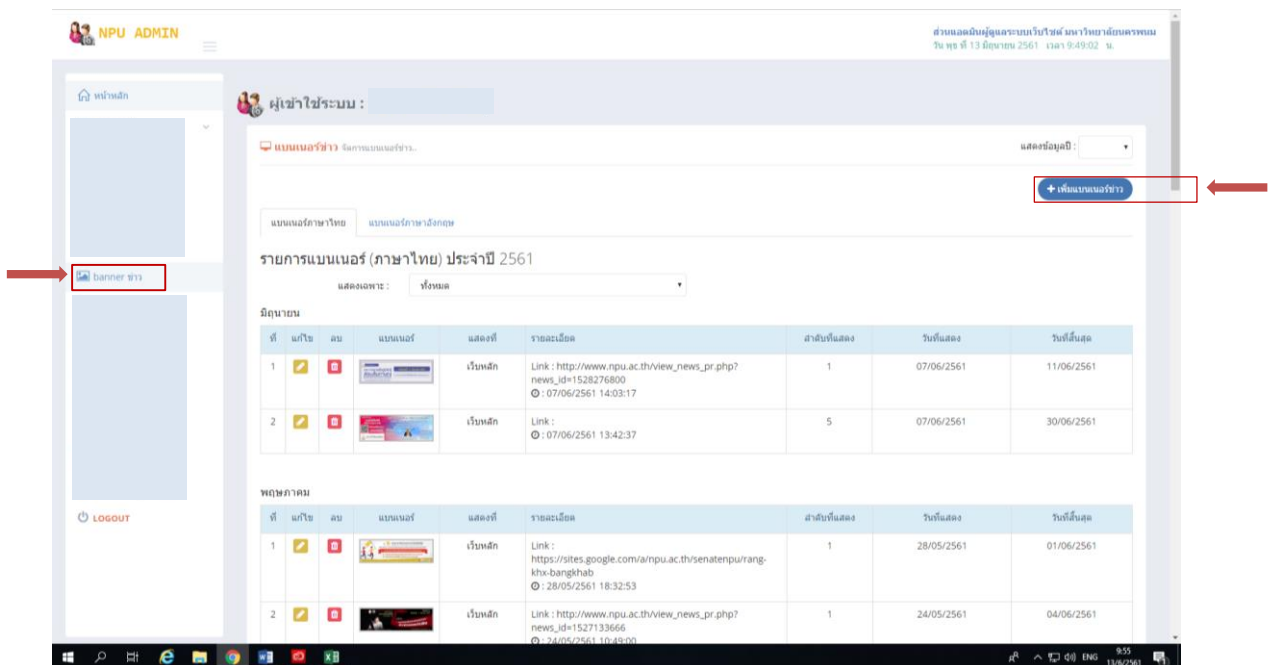 NPU ADMIN
ส่วนแอดมินผู้ดูแลระบบเว็บไซต์ มหาวิทยาลัยนครพนม
วัน พุธ ที่ 13 มิถุนายน 2561 เวลา 9:49:02 น.
หน้าหลัก
ผู้เข้าใช้ระบบ :
แบนเนอร์ข่าว จัดการแบนเนอร์ข่าว..
แสดงข้อมูลปี :
เพิ่มแบนเนอร์ข่าว
แบนเนอร์ภาษาไทย แบนเนอร์ภาษาอังกฤษ
รายการแบนเนอร์ (ภาษาไทย) ประจำปี 2561
banner ข่าว
แสดงเฉพาะ : ทั้งหมด
มิถุนายน
ที่ แก้ไข ลบ แบนเนอร์ แสดงที่ รายละเอียด ลำดับที่แสดง วันที่แสดง วันที่สิ้นสุด
1 เว็บหลัก Link : http://www.npu.ac.th/view_news_pr.php? 1 07/06/2561 11/06/2561
news_id=1528276800
: 07/06/2561 14:03:17
2 เว็บหลัก Link : 5 07/06/2561 30/06/2561
: 07/06/2561 13:42:37
พฤษภาคม
ที่ แก้ไข ลบ แบนเนอร์ แสดงที่ รายละเอียด ลำดับที่แสดง วันที่แสดง วันที่สิ้นสุด
LOGOUT
1 เว็บหลัก Link : 1 28/05/2561 01/06/2561
https://sites.google.com/a/npu.ac.th/senatenpu/rang-
khx-bangkhab
: 28/05/2561 18:32:53
2 เว็บหลัก Link : http://www.npu.ac.th/view_news_pr.php? 1 24/05/2561 04/06/2561
news_id=1527133666
: 24/05/2561 10:49:00
ENG 9:55
13/6/2561